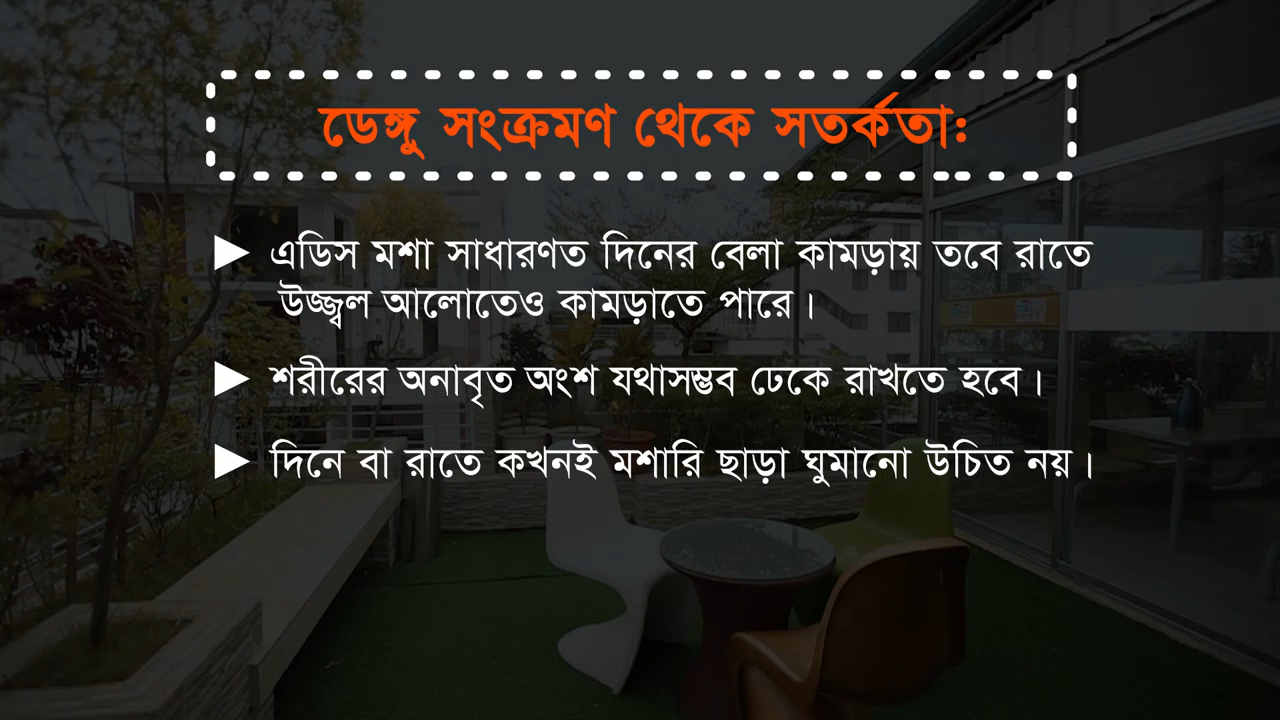 ডেঙ্গু সংক্রমণ থেকে সতর্কতা:
▶ এডিস মশা সাধারণত দিনের বেলা কামড়ায় তবে রাতে
উজ্জ্বল আলোতেও কামড়াতে পারে।
▶ শরীরের অনাবৃত অংশ যথাসম্ভব ঢেকে রাখতে হবে।
▶ দিনে বা রাতে কখনই মশারি ছাড়া ঘুমানো উচিত নয়।